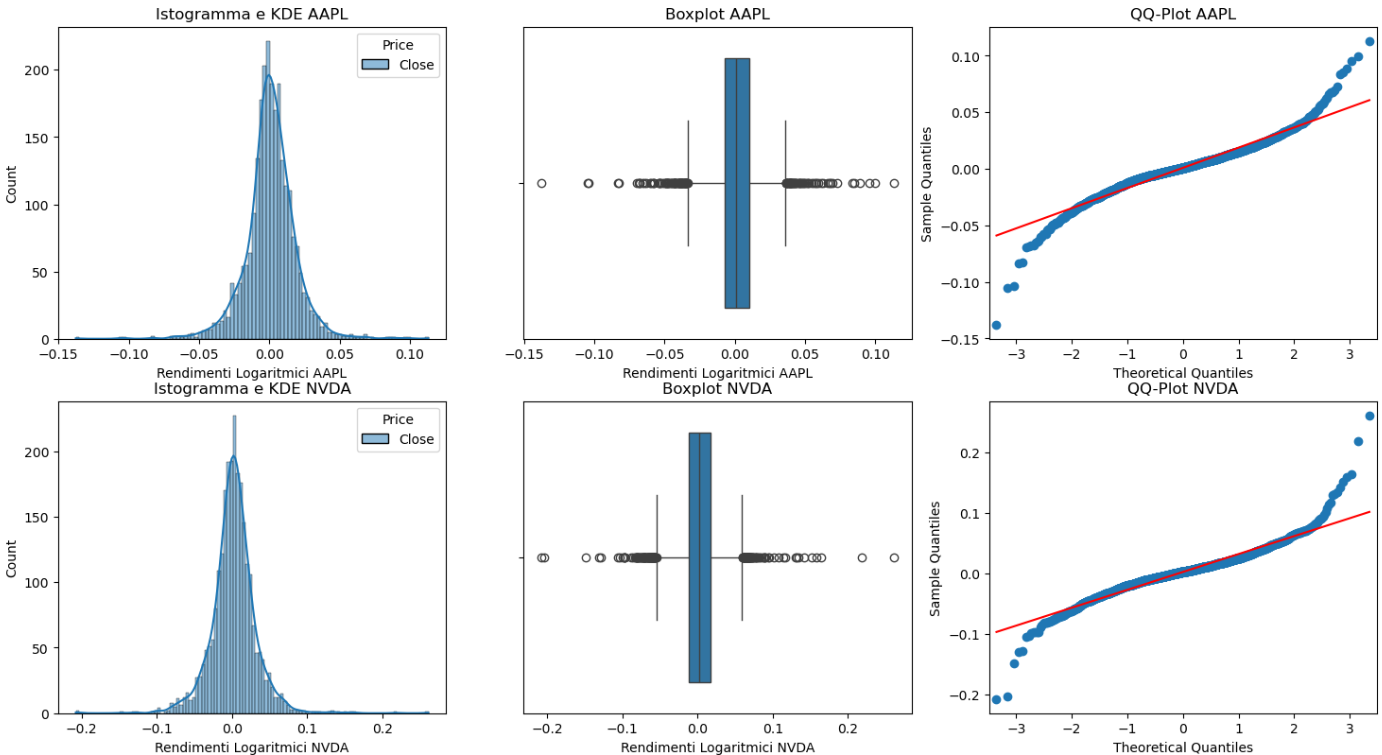 Istogramma e KDE AAPL
Price
Close
Count
200
150
100
50
0
−0.15 −0.10 −0.05 0.00 0.05 0.10
Rendimenti Logaritmici AAPL
Boxplot AAPL
−0.15 −0.10 −0.05 0.00 0.05 0.10
Rendimenti Logaritmici AAPL
QQ-Plot AAPL
Sample Quantiles
0.10
0.05
0.00
−0.05
−0.10
−0.15
−3 −2 −1 0 1 2 3
Theoretical Quantiles
Istogramma e KDE NVDA
Price
Close
Count
200
150
100
50
0
−0.2 −0.1 0.0 0.1 0.2
Rendimenti Logaritmici NVDA
Boxplot NVDA
−0.2 −0.1 0.0 0.1 0.2
Rendimenti Logaritmici NVDA
QQ-Plot NVDA
Sample Quantiles
0.2
0.1
0.0
−0.1
−0.2
−3 −2 −1 0 1 2 3
Theoretical Quantiles